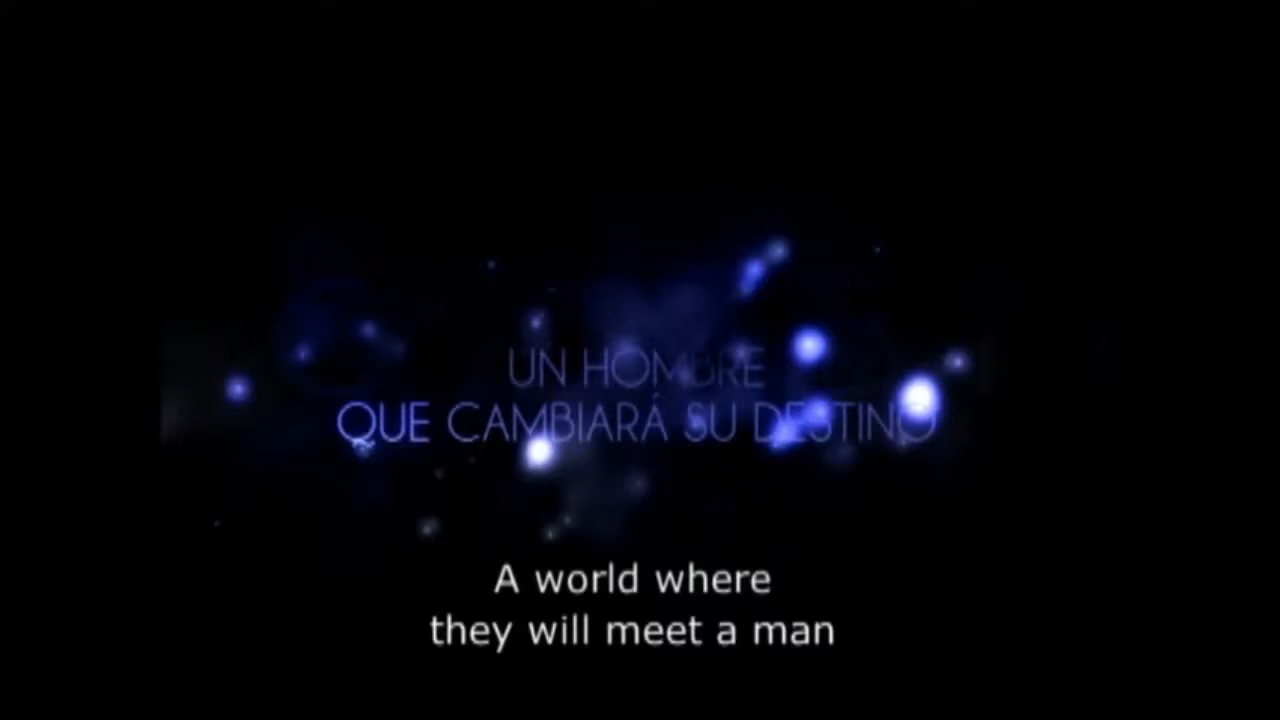 UN HOMBRE
QUE CAMBIARÁ SU DESTINO
A world where
they will meet a man